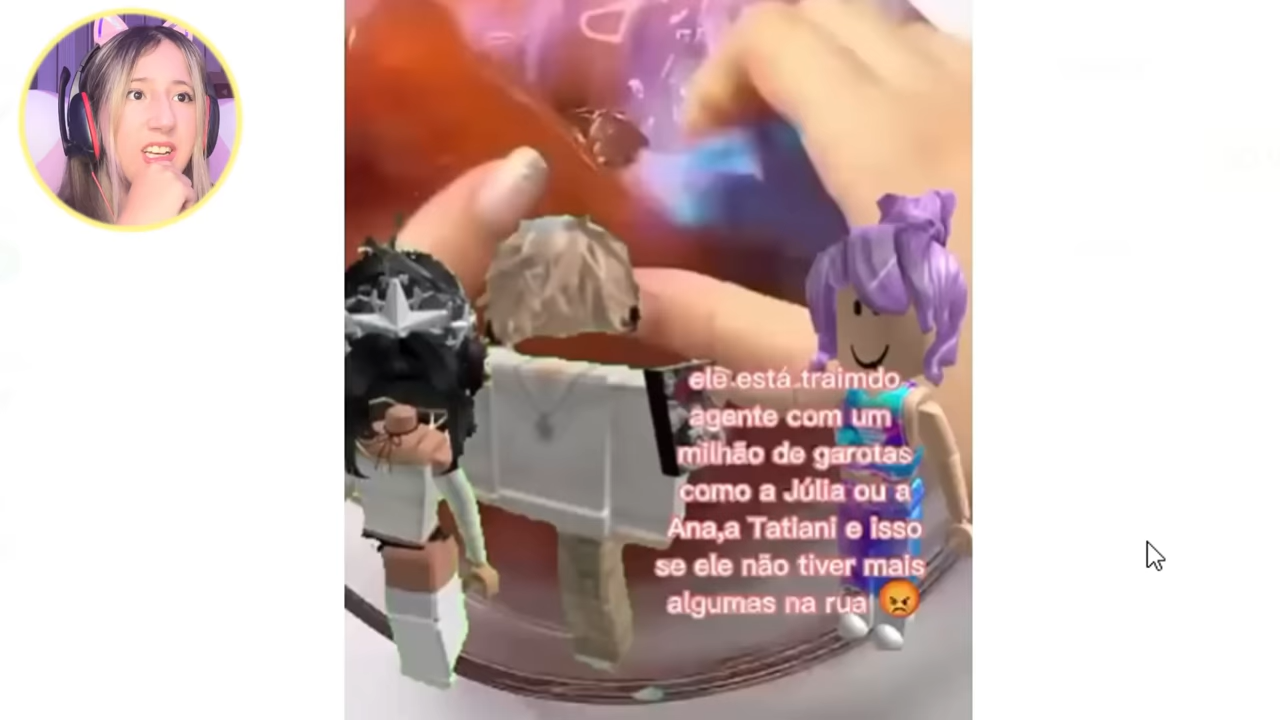 ele está traimdo
agente com um
milhão de garotas
como a Júlia ou a
Ana,a Tatiani e isso
se ele não tiver mais
algumas na rua 😡